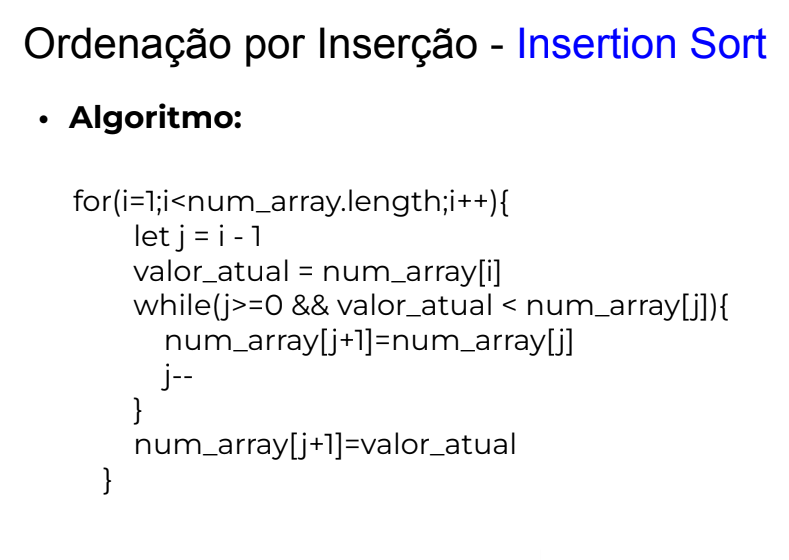 Ordenação por Inserção - Insertion Sort
• Algoritmo:
for(i=1;i<num_array.length;i++){
let j = i - 1
valor_atual = num_array[i]
while(j>=0 && valor_atual < num_array[j]){
num_array[j+1]=num_array[j]
j--
}
num_array[j+1]=valor_atual
}